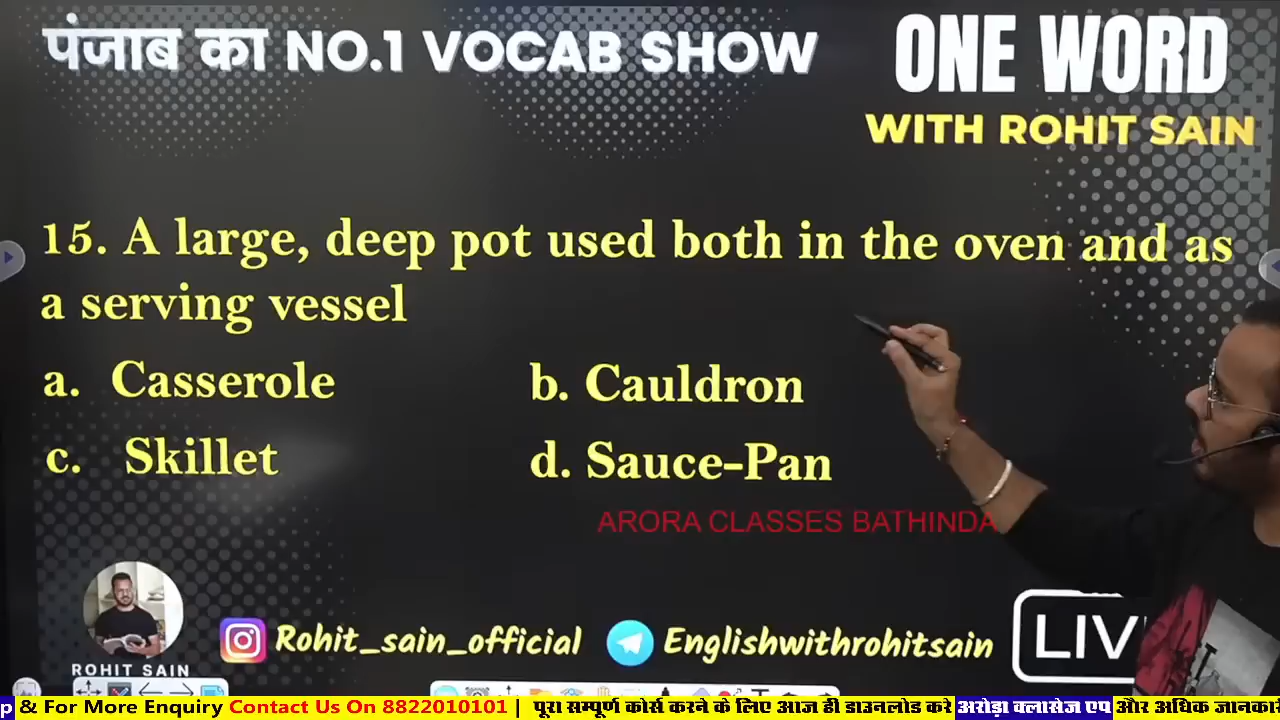 पंजाब का NO.1 VOCAB SHOW
ONE WORD
WITH ROHIT SAIN
15. A large, deep pot used both in the oven and as
a serving vessel
a. Casserole
b. Cauldron
c. Skillet
d. Sauce-Pan
ARORA CLASSES BATHINDA
ROHIT SAIN
Rohit_sain_official
Englishwithrohitsain
LIV
p & For More Enquiry Contact Us On 8822010101 | पूरा सम्पूर्ण कोर्स करने के लिए आज ही डाउनलोड करे अरोड़ा क्लासेज एप और अधिक जानकार